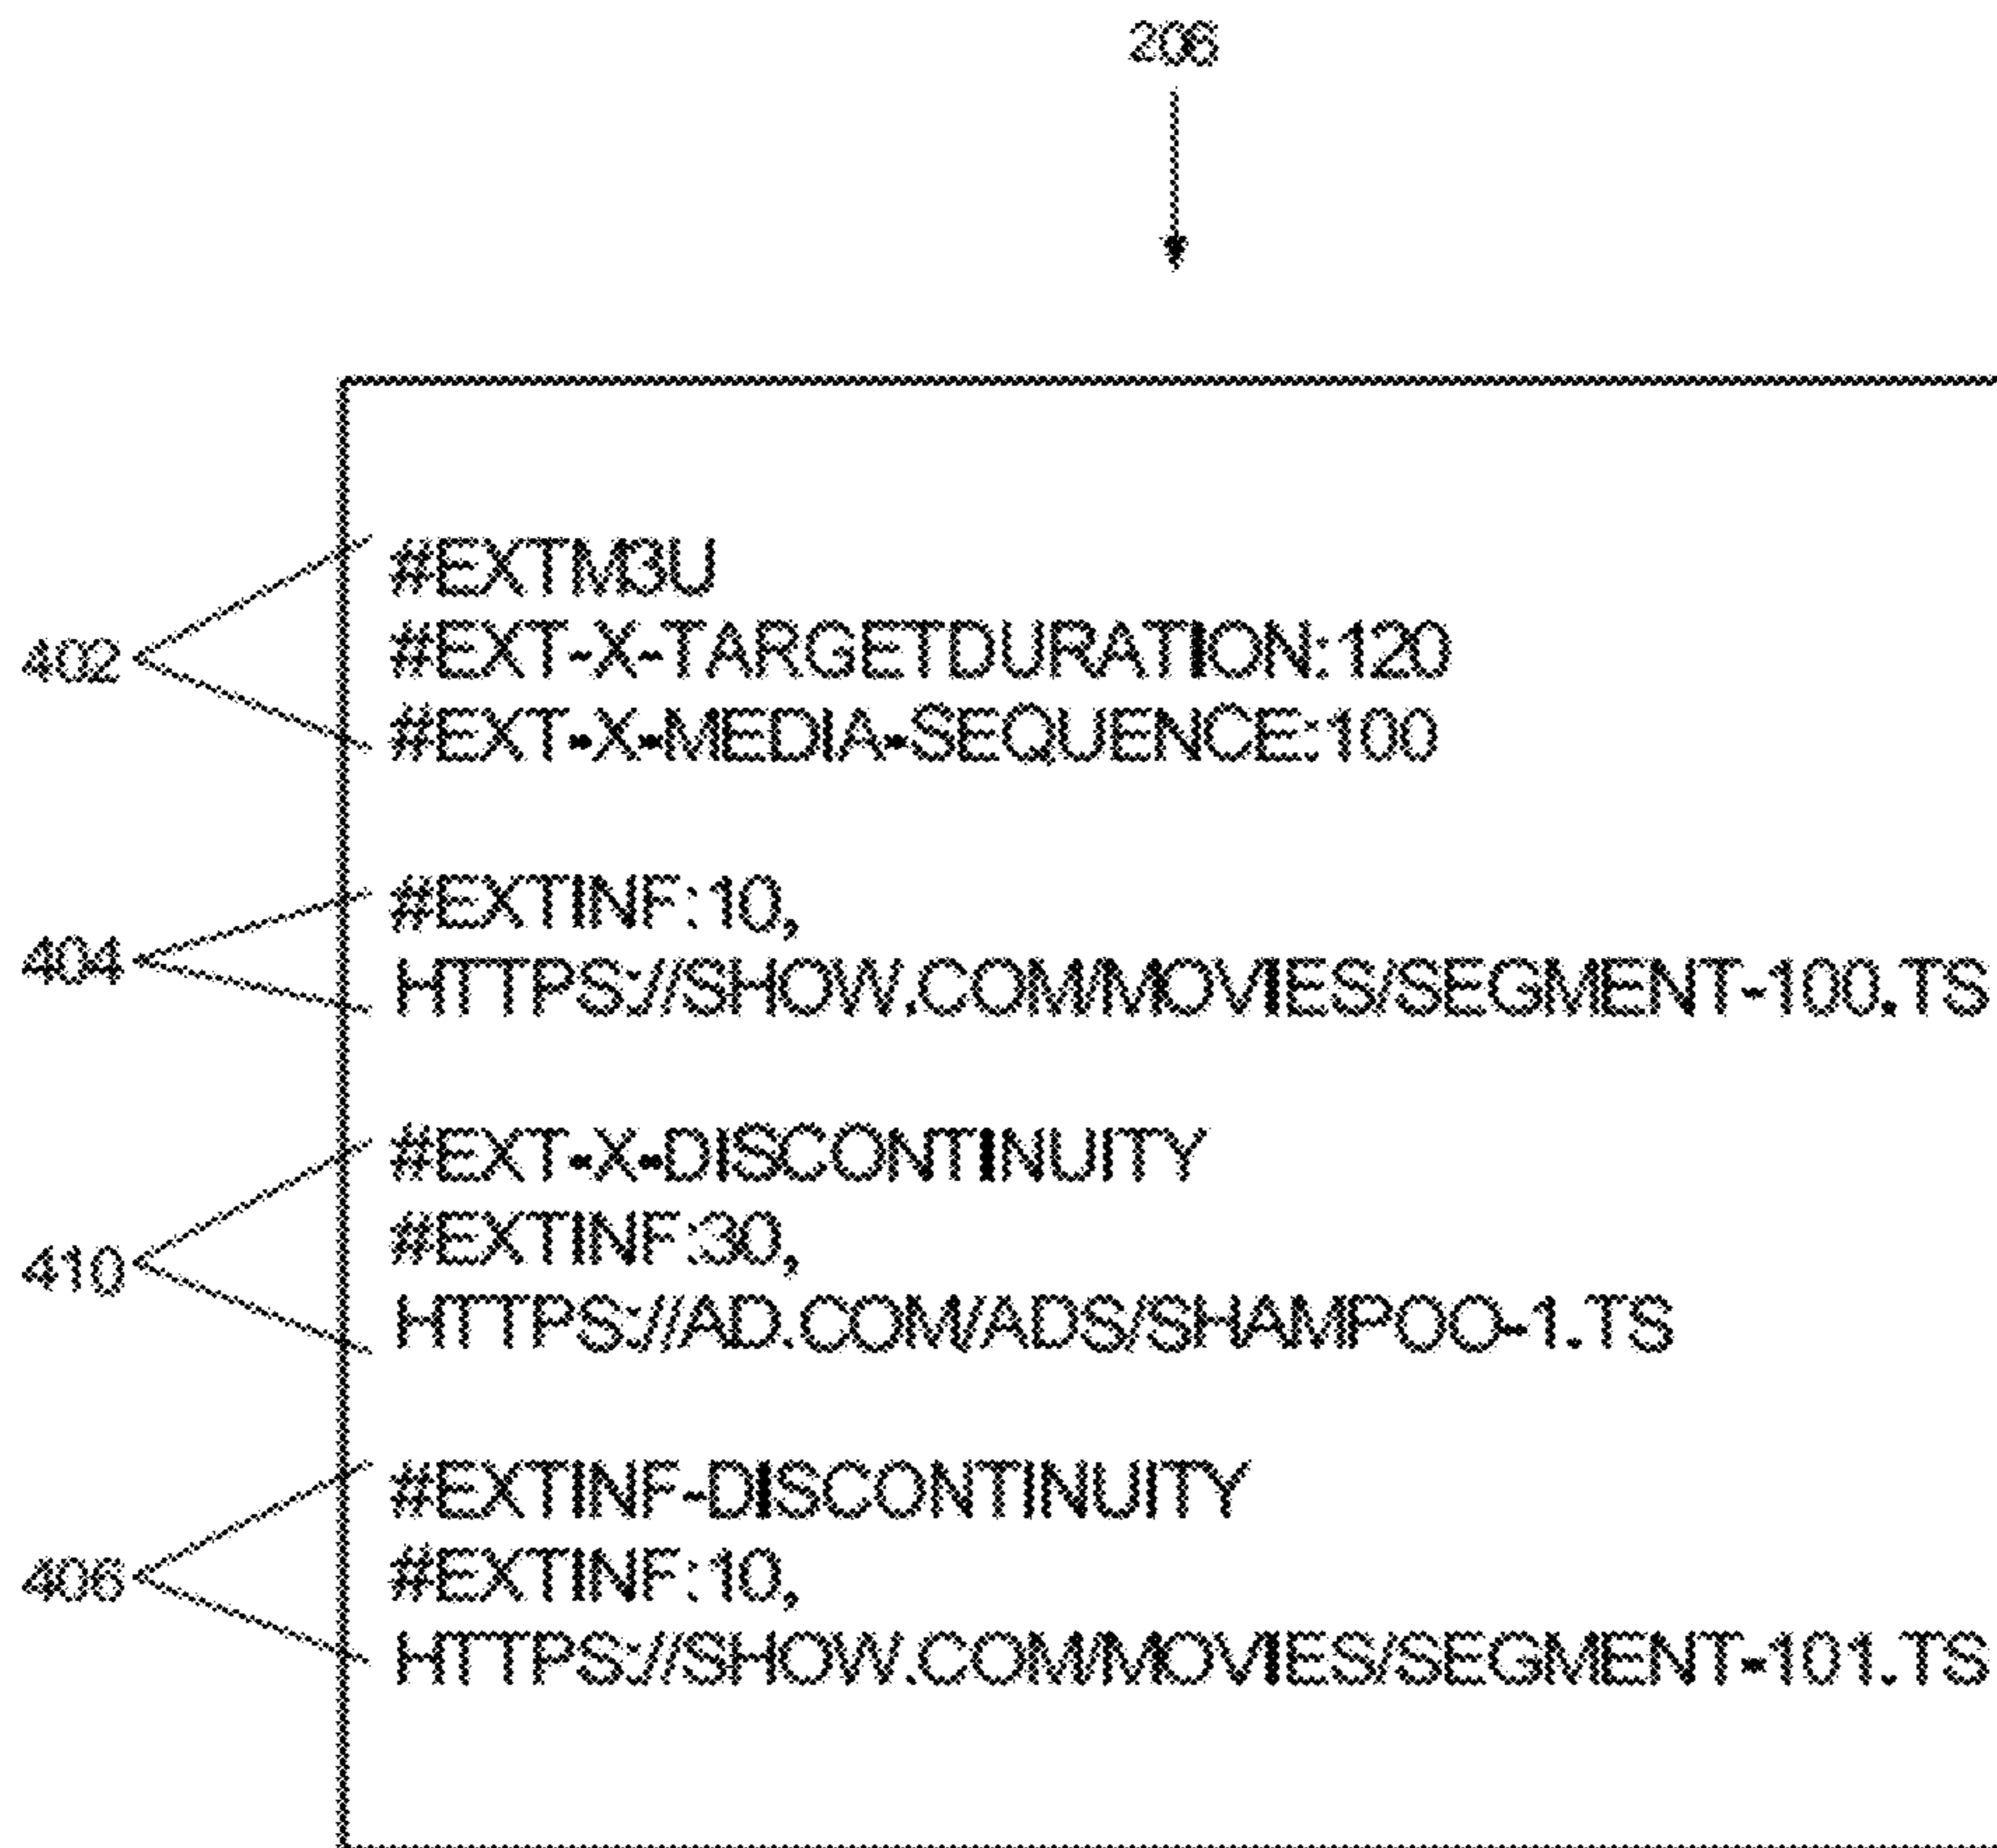 206
402
#EXTM3U
#EXT-X-TARGETDURATION:120
#EXT-X-MEDIA-SEQUENCE:100
404
#EXTINF:10,
HTTPS://SHOW.COM/MOVIES/SEGMENT-100.TS
410
#EXT-X-DISCONTINUITY
#EXTINF:30,
HTTPS://AD.COM/ADS/SHAMPOO-1.TS
406
#EXTINF-DISCONTINUITY
#EXTINF:10,
HTTPS://SHOW.COM/MOVIES/SEGMENT-101.TS